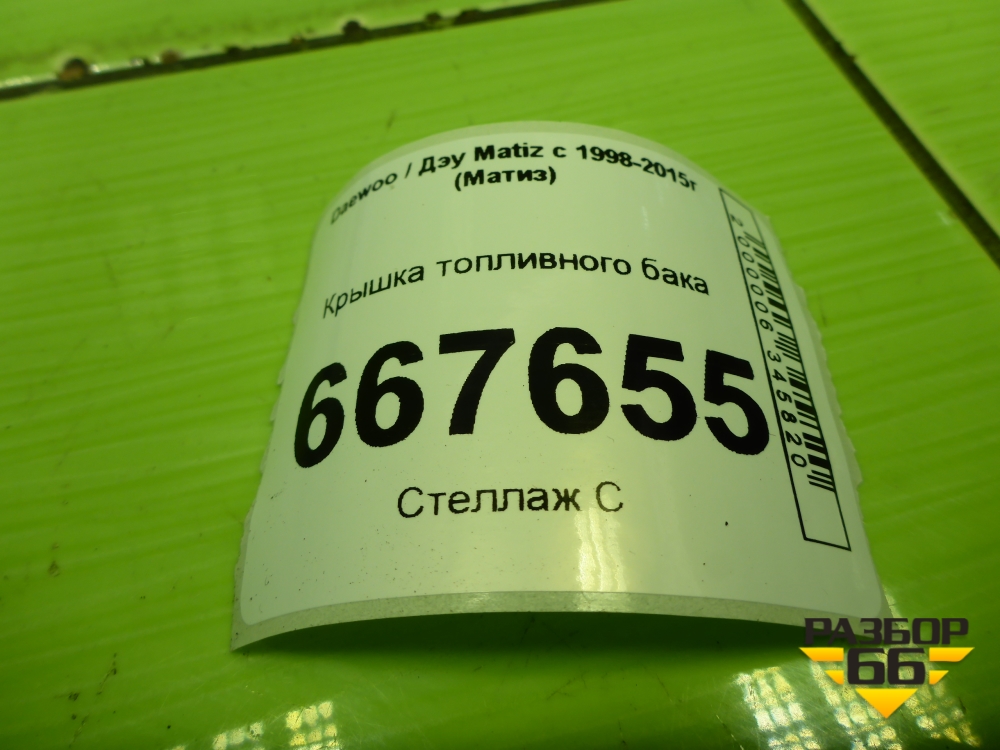 Daewoo / Дэу Matiz с 1998-2015г
(Матиз)
Крышка топливного бака
667655
Стеллаж С
2000006345820
РАЗБОР
66